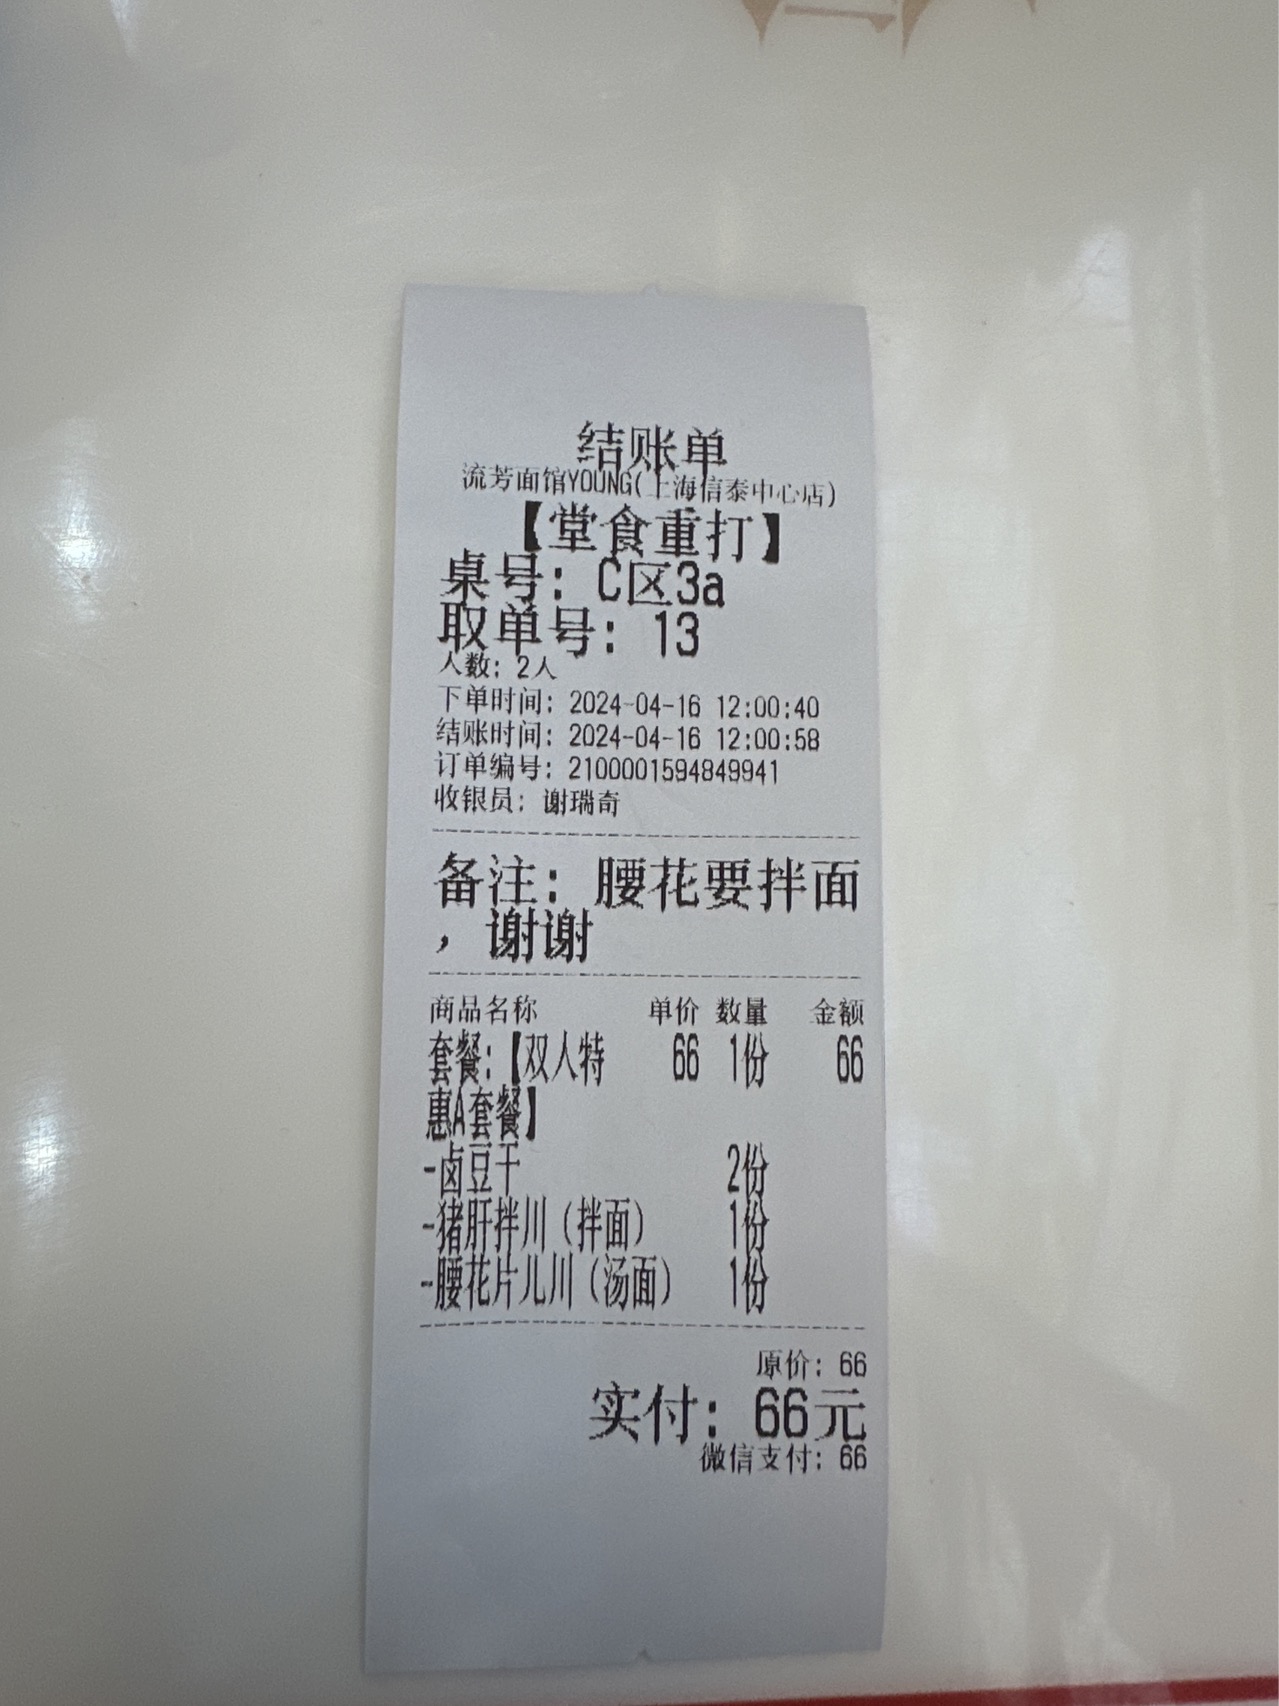 结账单
流芳面馆YOUNG(上海信泰中心店)
【堂食重打】
桌号: C区3a
取单号: 13
人数: 2人
下单时间: 2024-04-16 12:00:40
结账时间: 2024-04-16 12:00:58
订单编号: 2100001594849941
收银员: 谢瑞奇
备注: 腰花要拌面
, 谢谢
商品名称 单价 数量 金额
套餐:【双人特 66 1份 66
惠A套餐】
-卤豆干 2份
-猪肝拌川(拌面) 1份
-腰花片儿川(汤面) 1份
原价: 66
实付: 66元
微信支付: 66